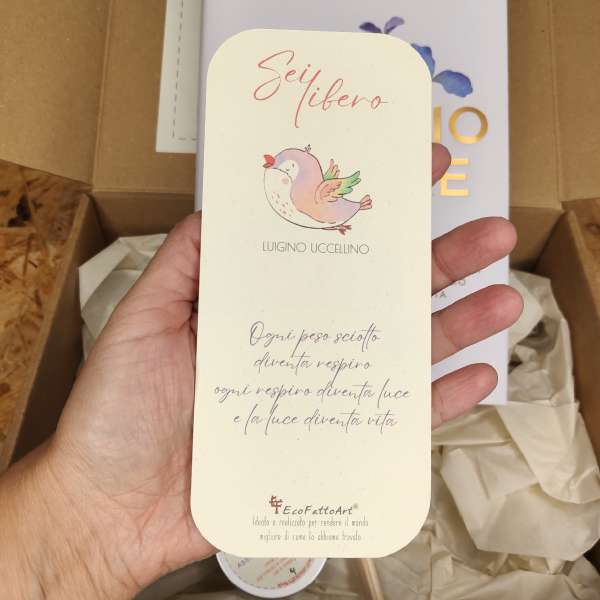 Sei
libero
LUIGINO UCCELLINO
Ogni peso sciolto
diventa respiro
ogni respiro diventa luce
e la luce diventa vita
EcoFattoArt®
Ideato e realizzato per rendere il mondo
migliore di come lo abbiamo trovato